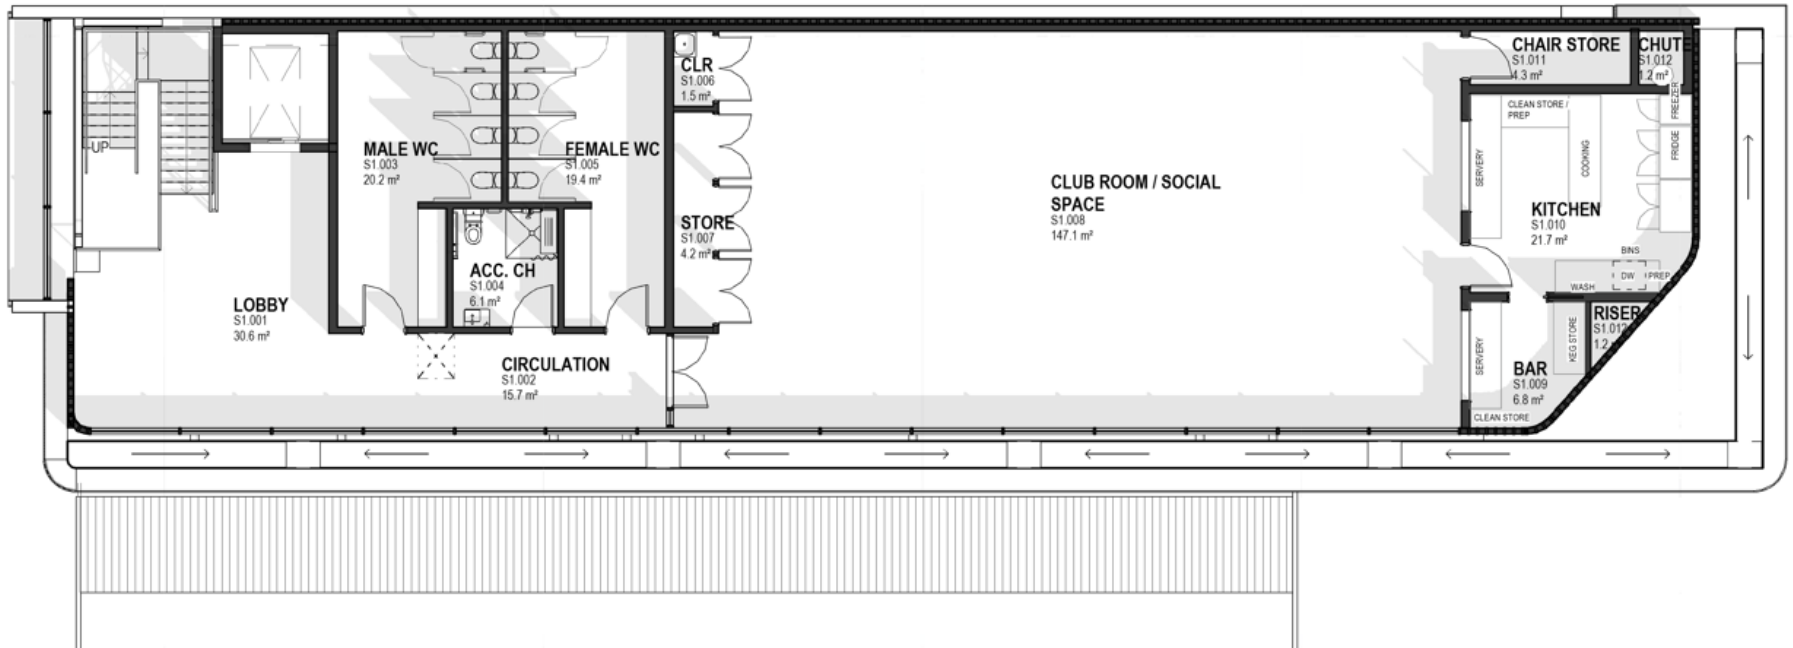 UP
LOBBY
S1.001
30.6 m²
MALE WC
S1.003
20.2 m²
FEMALE WC
S1.005
19.4 m²
ACC. CH
S1.004
6.1 m²
CIRCULATION
S1.002
15.7 m²
CLR
S1.006
1.5 m²
STORE
S1.007
4.2 m²
CLUB ROOM / SOCIAL
SPACE
S1.008
147.1 m²
CHAIR STORE
S1.011
4.3 m²
CHUTE
S1.012
1.2 m²
CLEAN STORE /
PREP
SERVERY
COOKING
FREEZER
FRIDGE
KITCHEN
S1.010
21.7 m²
BINS
DW
PREP
WASH
RISER
S1.012
1.2
SERVERY
KEG STORE
BAR
S1.009
6.8 m²
CLEAN STORE